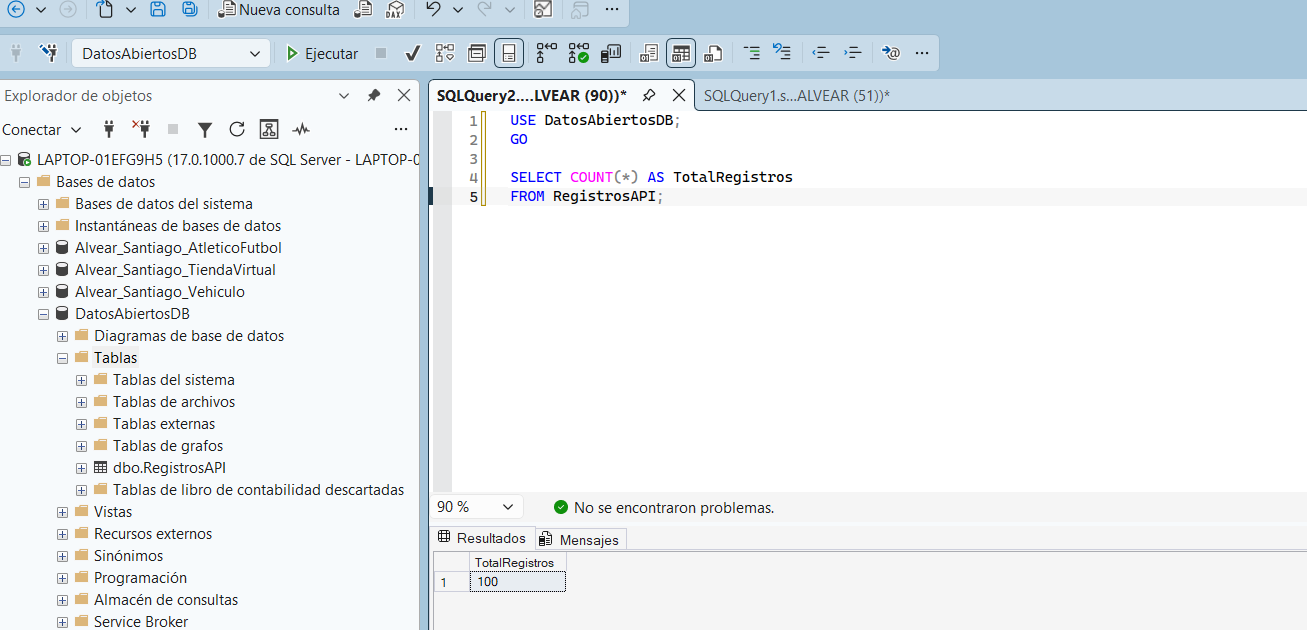 Nueva consulta
DAX
DatosAbiertosDB
Ejecutar
Explorador de objetos
SQLQuery2....LVEAR (90))*
SQLQuery1.s...ALVEAR (51))*
Conectar
LAPTOP-01EFG9H5 (17.0.1000.7 de SQL Server - LAPTOP-0
Bases de datos
Bases de datos del sistema
Instantáneas de bases de datos
Alvear_Santiago_AtleticoFutbol
Alvear_Santiago_TiendaVirtual
Alvear_Santiago_Vehiculo
DatosAbiertosDB
Diagramas de base de datos
Tablas
Tablas del sistema
Tablas de archivos
Tablas externas
Tablas de grafos
dbo.RegistrosAPI
Tablas de libro de contabilidad descartadas
Vistas
Recursos externos
Sinónimos
Programación
Almacén de consultas
Service Broker
1 USE DatosAbiertosDB;
2 GO
3
4 SELECT COUNT(*) AS TotalRegistros
5 FROM RegistrosAPI;
90 %
No se encontraron problemas.
Resultados
Mensajes
TotalRegistros
1 100